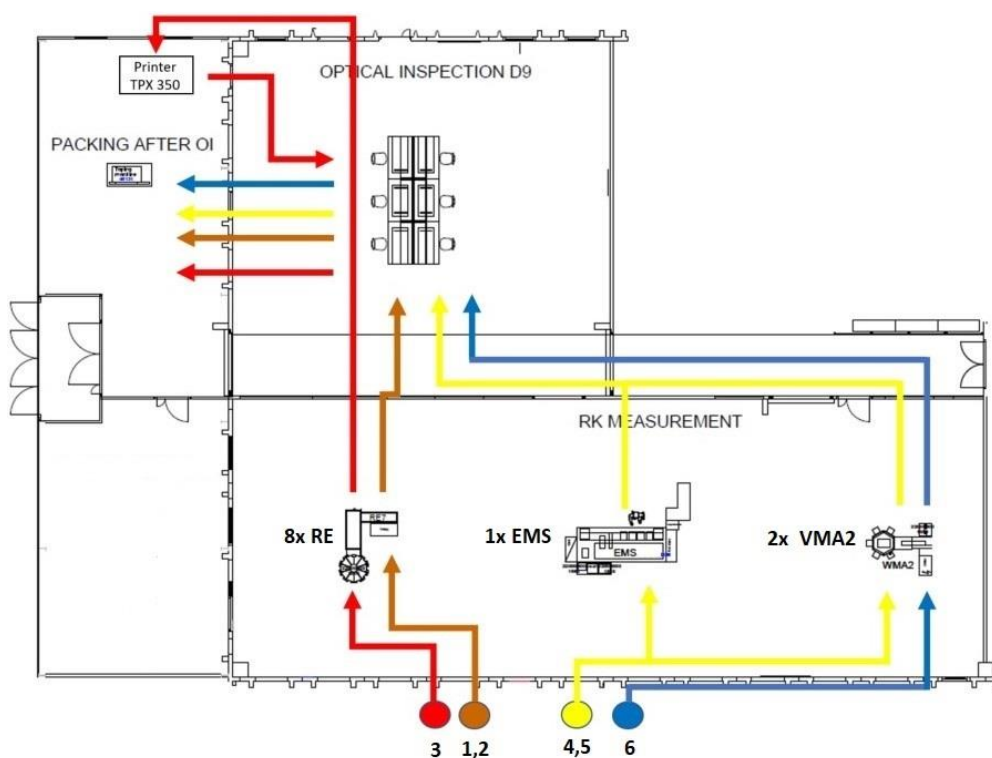 Printer
TPX 350
OPTICAL INSPECTION D9
PACKING AFTER OI
RK MEASUREMENT
8x RE
RE7
1x EMS
EMS
2x VMA2
WMA2
3
1,2
4,5
6